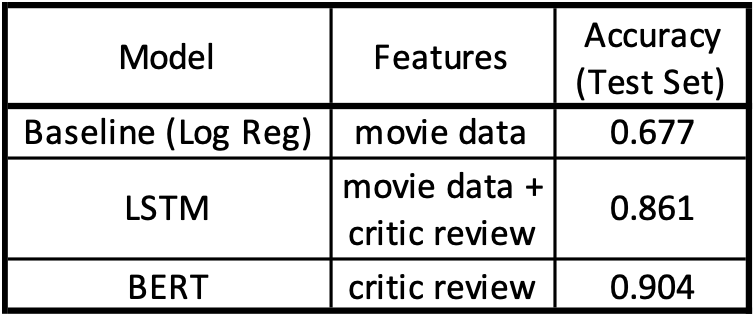 Model Features Accuracy
(Test Set)
Baseline (Log Reg) movie data 0.677
LSTM movie data + 0.861
critic review
BERT critic review 0.904